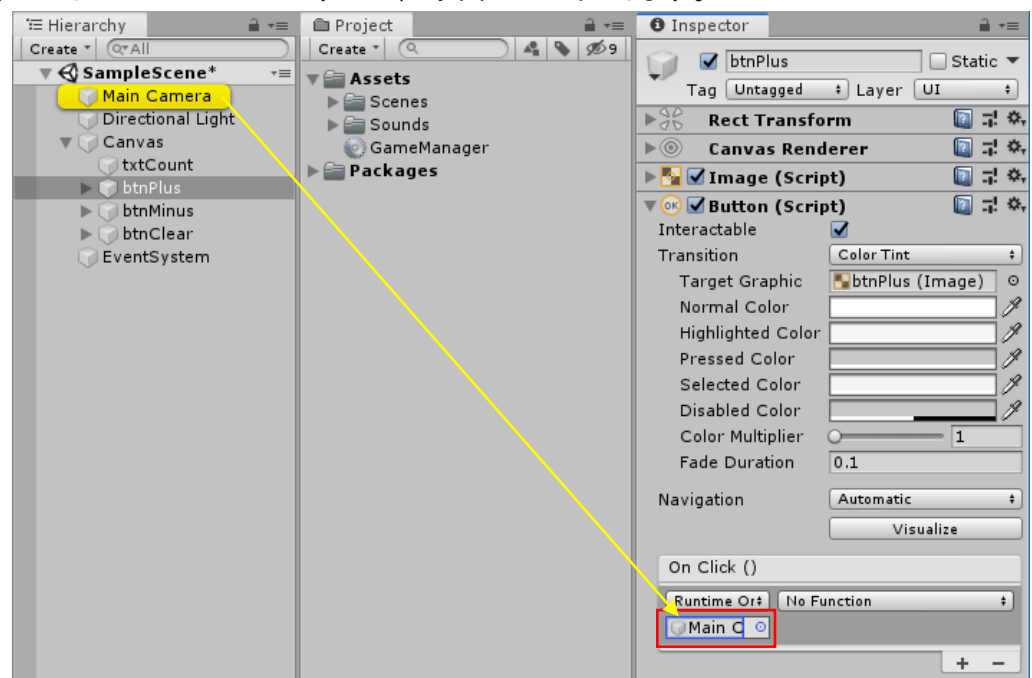 Hierarchy
Create
All
SampleScene*
Main Camera
Directional Light
Canvas
txtCount
btnPlus
btnMinus
btnClear
EventSystem
Project
Create
9
Assets
Scenes
Sounds
GameManager
Packages
Inspector
btnPlus
Static
Tag Untagged Layer UI
Rect Transform
Canvas Renderer
Image (Script)
OK Button (Script)
Interactable
Transition Color Tint
Target Graphic btnPlus (Image)
Normal Color
Highlighted Color
Pressed Color
Selected Color
Disabled Color
Color Multiplier 1
Fade Duration 0.1
Navigation Automatic
Visualize
On Click ()
Runtime Or No Function
Main C
+ −